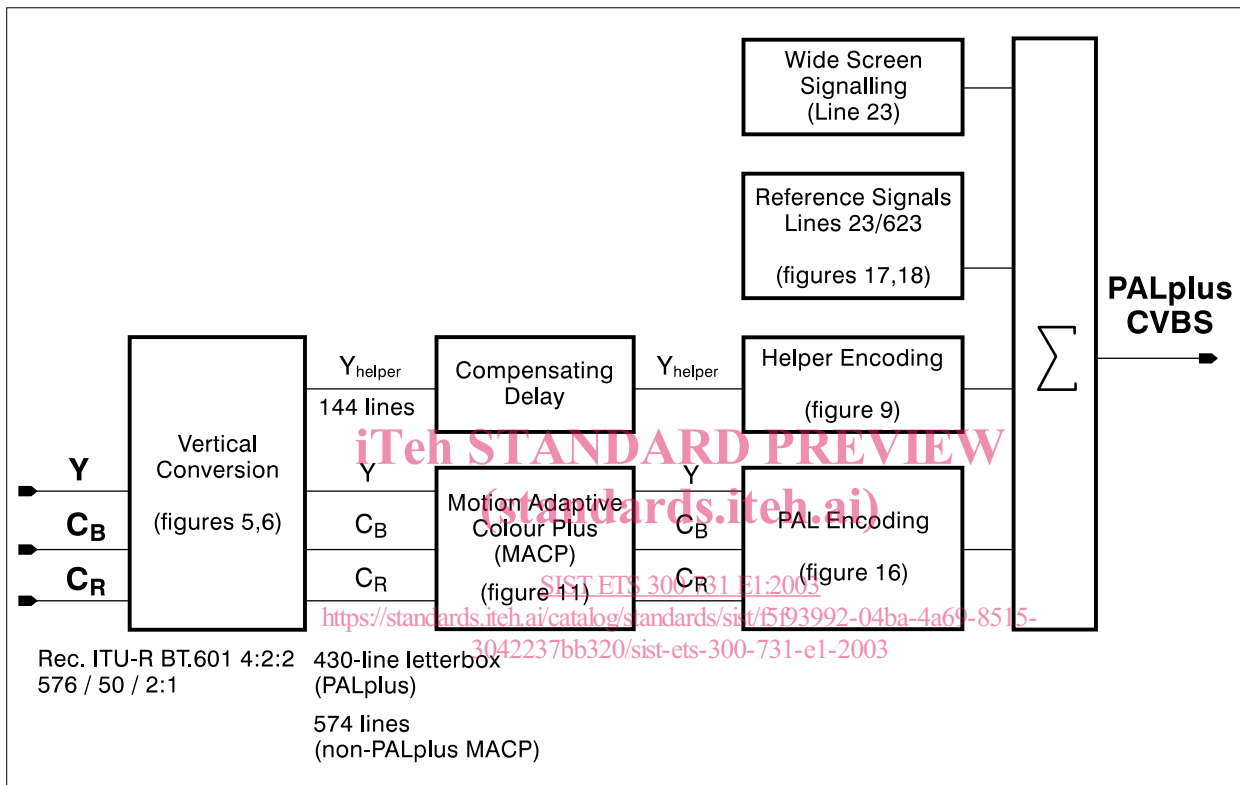 Wide Screen
Signalling
(Line 23)
Reference Signals
Lines 23/623
(figures 17,18)
PALplus
CVBS
∑
Yhelper
144 lines
Compensating
Delay
Yhelper
Helper Encoding
(figure 9)
Vertical
Conversion
(figures 5,6)
Y
CB
CR
Y
CB
CR
Motion Adaptive
Colour Plus
(MACP)
(figure 11)
Y
CB
CR
PAL Encoding
(figure 16)
iTeh STANDARD PREVIEW
(standards.iteh.ai)
SIST ETS 300 731 E1:2003
https://standards.iteh.ai/catalog/standards/sist/f5f93992-04ba-4a69-8515-
3042237bb320/sist-ets-300-731-e1-2003
Rec. ITU-R BT.601 4:2:2
576 / 50 / 2:1
430-line letterbox
(PALplus)
574 lines
(non-PALplus MACP)